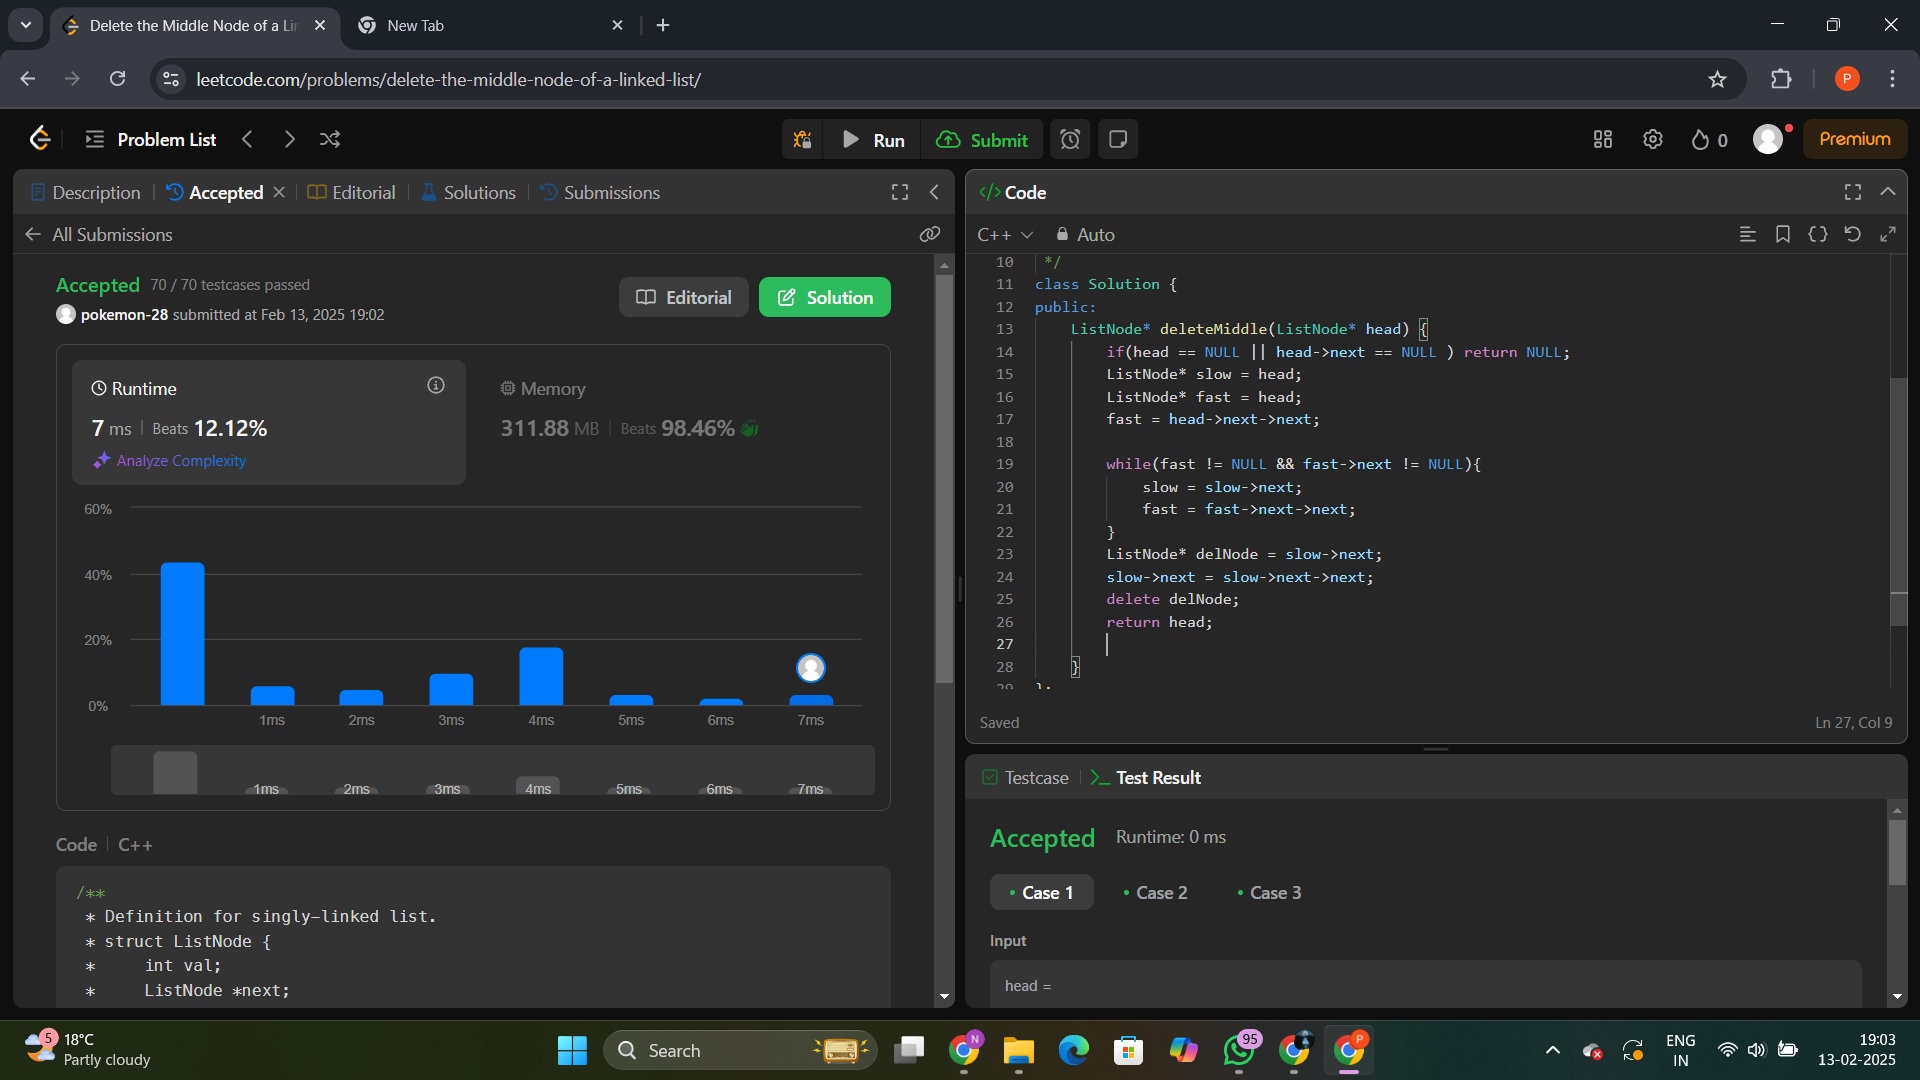 Delete the Middle Node of a Lin
New Tab
leetcode.com/problems/delete-the-middle-node-of-a-linked-list/
P
Problem List
Run
Submit
0
Premium
Description
Accepted
Editorial
Solutions
Submissions
All Submissions
Accepted 70 / 70 testcases passed
pokemon-28 submitted at Feb 13, 2025 19:02
Editorial
Solution
Runtime
7 ms | Beats 12.12%
Analyze Complexity
Memory
311.88 MB | Beats 98.46%
60%
40%
20%
0%
1ms 2ms 3ms 4ms 5ms 6ms 7ms
1ms 2ms 3ms 4ms 5ms 6ms 7ms
Code | C++
/**
* Definition for singly-linked list.
* struct ListNode {
*     int val;
*     ListNode *next;
</> Code
C++
Auto
10 */
11 class Solution {
12 public:
13     ListNode* deleteMiddle(ListNode* head) {
14         if(head == NULL || head->next == NULL ) return NULL;
15         ListNode* slow = head;
16         ListNode* fast = head;
17         fast = head->next->next;
18
19         while(fast != NULL && fast->next != NULL){
20             slow = slow->next;
21             fast = fast->next->next;
22         }
23         ListNode* delNode = slow->next;
24         slow->next = slow->next->next;
25         delete delNode;
26         return head;
27
28     }
29 };
Saved
Ln 27, Col 9
Testcase
>_ Test Result
Accepted Runtime: 0 ms
• Case 1
• Case 2
• Case 3
Input
head =
5
18°C
Partly cloudy
Search
N
95
P
ENG
IN
19:03
13-02-2025